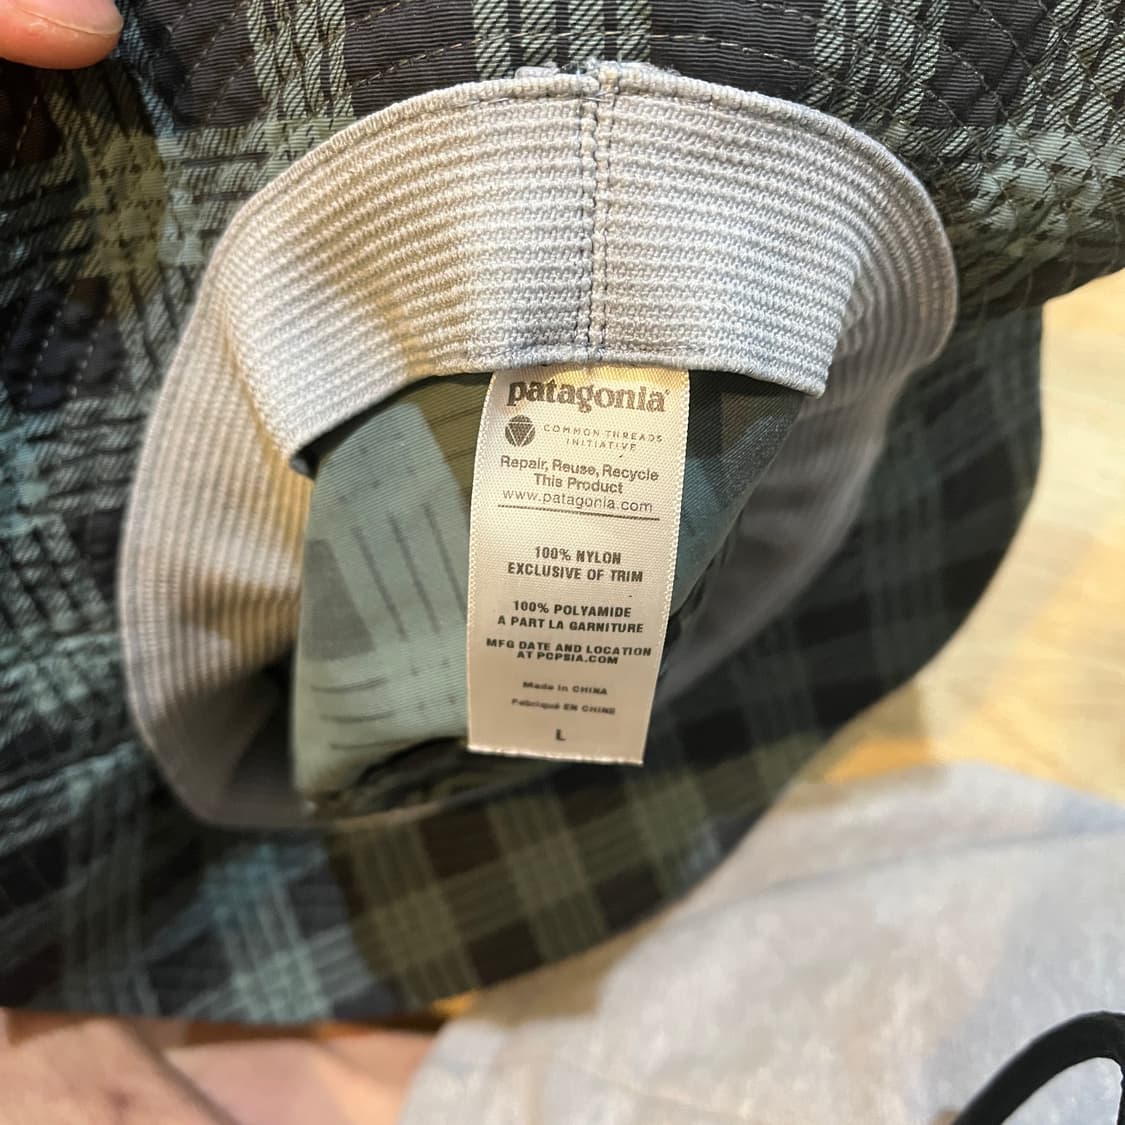 patagonia®
COMMON THREADS
INITIATIVE
Repair, Reuse, Recycle
This Product
www.patagonia.com
100% NYLON
EXCLUSIVE OF TRIM
100% POLYAMIDE
A PART LA GARNITURE
MFG DATE AND LOCATION
AT PCPSIA.COM
Made in CHINA
Fabriqué EN CHINE
L